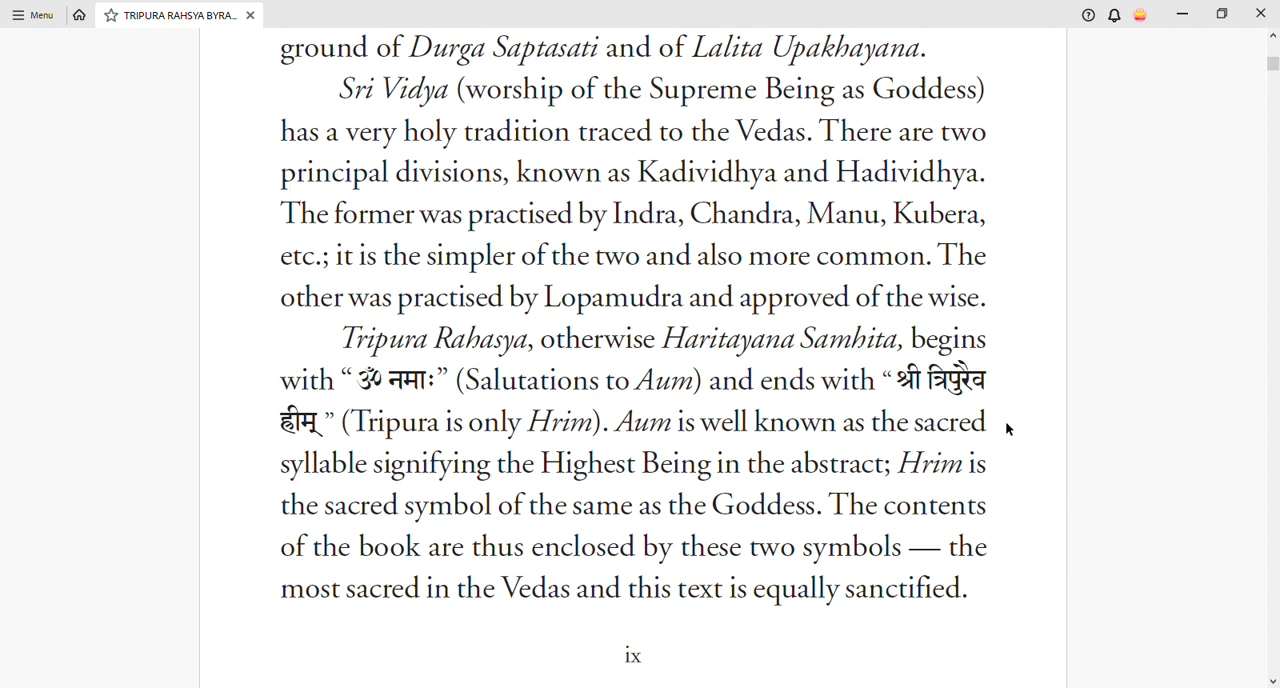 Menu
TRIPURA RAHSYA BYRA...
ground of Durga Saptasati and of Lalita Upakhayana.
Sri Vidya (worship of the Supreme Being as Goddess)
has a very holy tradition traced to the Vedas. There are two
principal divisions, known as Kadividhya and Hadividhya.
The former was practised by Indra, Chandra, Manu, Kubera,
etc.; it is the simpler of the two and also more common. The
other was practised by Lopamudra and approved of the wise.
Tripura Rahasya, otherwise Haritayana Samhita, begins
with “ॐ नमाः” (Salutations to Aum) and ends with “श्री त्रिपुरैव
ह्रीम्” (Tripura is only Hrim). Aum is well known as the sacred
syllable signifying the Highest Being in the abstract; Hrim is
the sacred symbol of the same as the Goddess. The contents
of the book are thus enclosed by these two symbols — the
most sacred in the Vedas and this text is equally sanctified.
ix